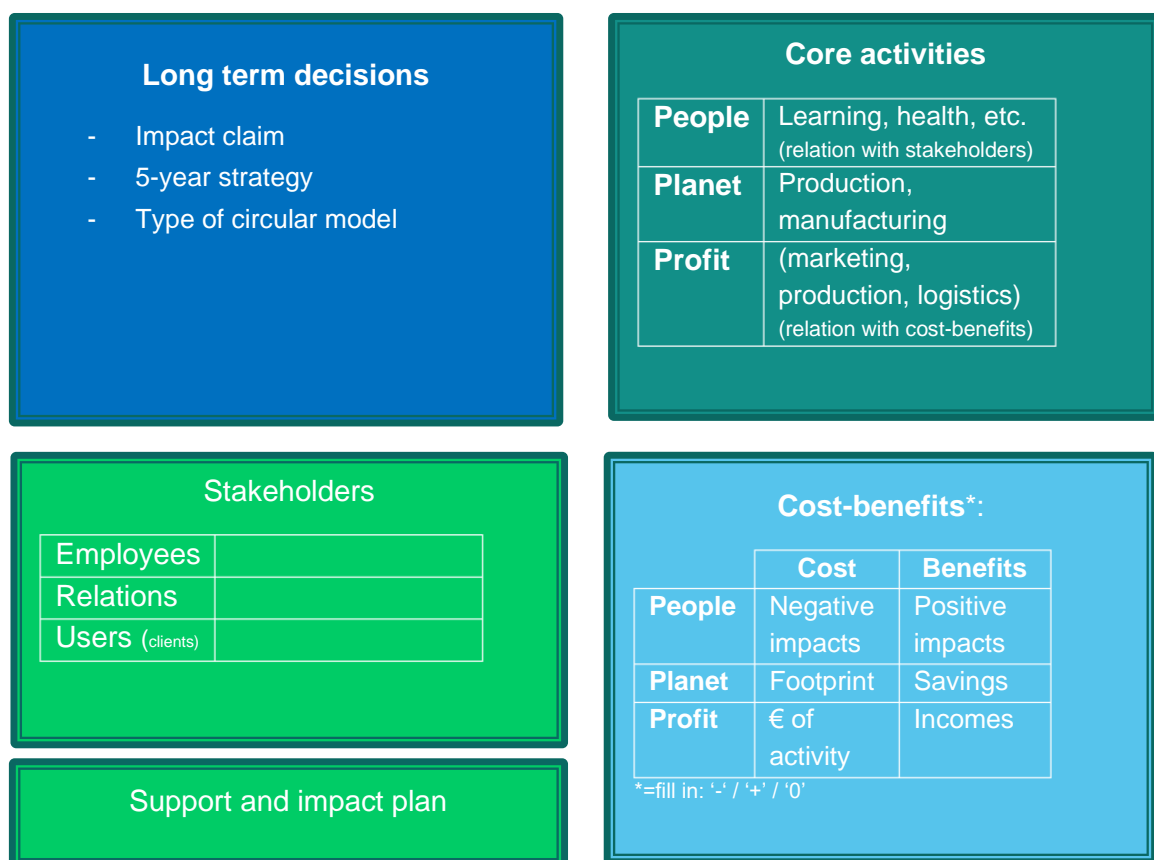 Long term decisions
- Impact claim
- 5-year strategy
- Type of circular model
Core activities
People Learning, health, etc.
(relation with stakeholders)
Planet Production,
manufacturing
Profit (marketing,
production, logistics)
(relation with cost-benefits)
Stakeholders
Employees
Relations
Users (clients)
Cost-benefits*:
Cost Benefits
People Negative Positive
impacts impacts
Planet Footprint Savings
Profit € of Incomes
activity
*=fill in: ‘-‘ / ‘+’ / ‘0’
Support and impact plan